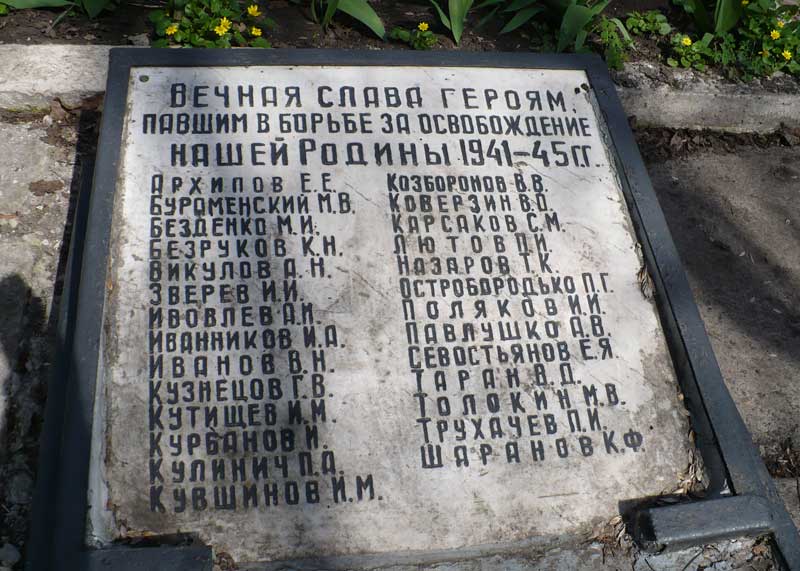 Вечная слава героям,
павшим в борьбе за освобождение
нашей Родины 1941-45 гг.
Архипов Е.Е.
Бураменский М.В.
Безденко М.И.
Безруков К.Н.
Викулов А.Н.
Зверев И.И.
Ивовлев А.И.
Иванников И.А.
Иванов В.Н.
Кузнецов Г.В.
Кутищев И.М.
Курбанов И.
Кулинич П.А.
Кувшинов И.М.
Козборонов В.В.
Коверзин В.О.
Карсаков С.М.
Лютов П.И.
Назаров Т.К.
Остробородько П.Г.
Поляков И.И.
Павлушко А.В.
Севостьянов Е.Я.
Таран В.Д.
Толокин М.В.
Трухачев П.И.
Шаранов К.Ф.